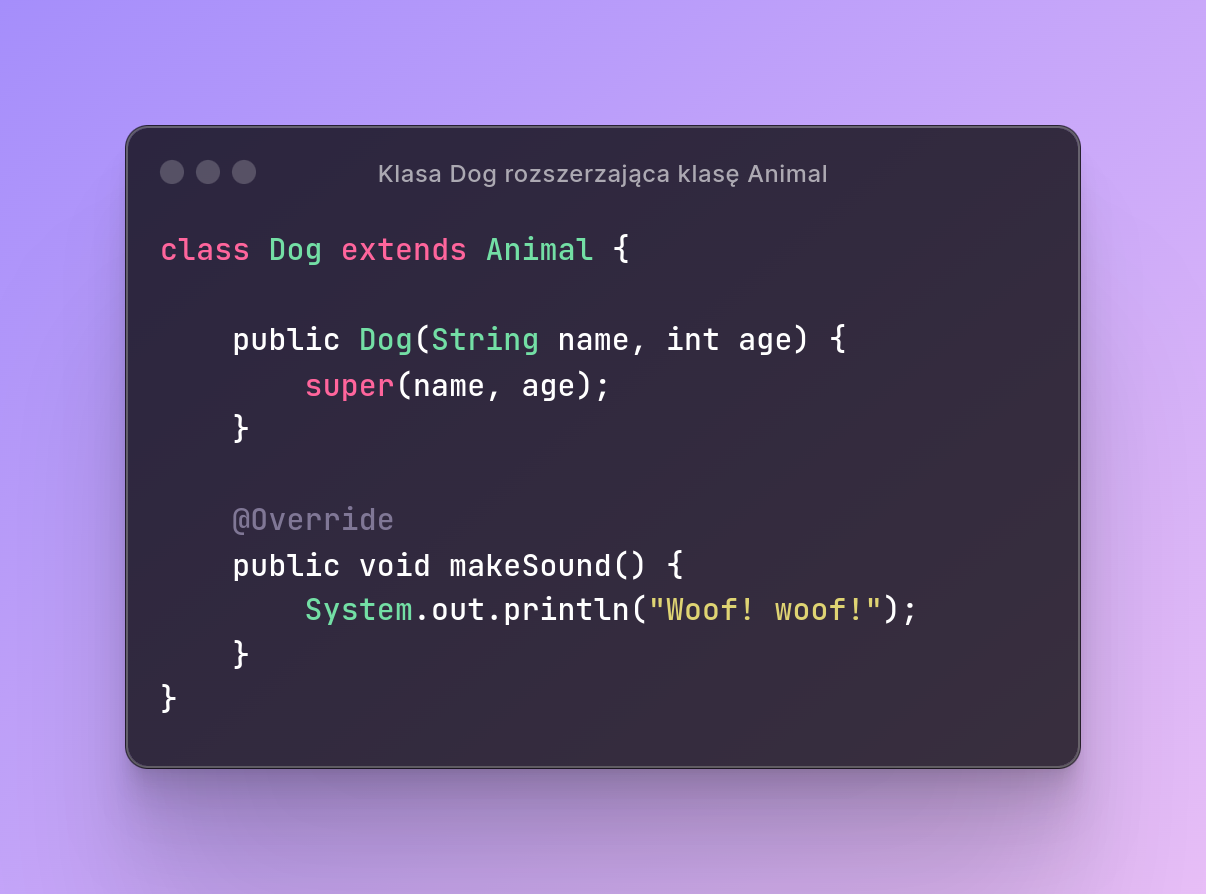 Klasa Dog rozszerzająca klasę Animal
class Dog extends Animal {
    public Dog(String name, int age) {
        super(name, age);
    }
    @Override
    public void makeSound() {
        System.out.println("Woof! woof!");
    }
}